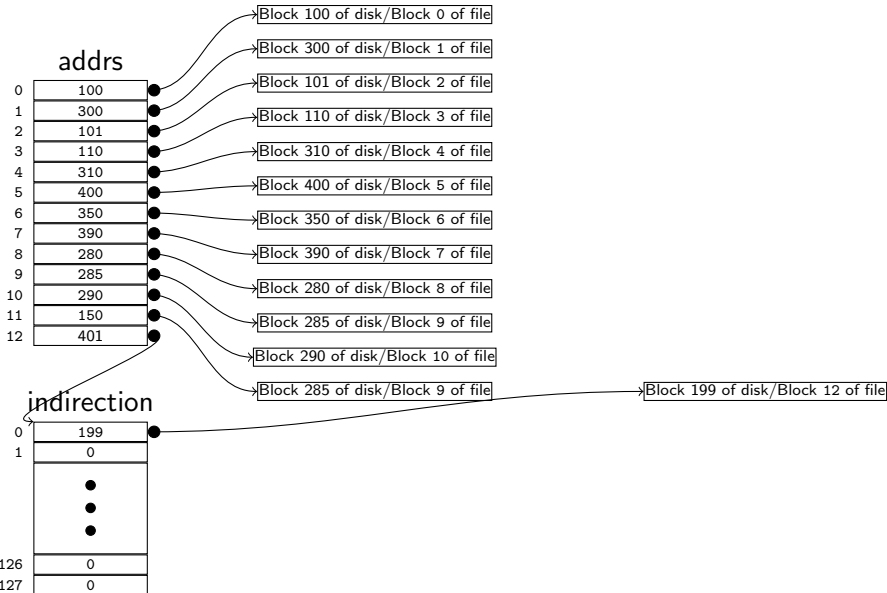 Block 100 of disk/Block 0 of file
Block 300 of disk/Block 1 of file
addrs
Block 101 of disk/Block 2 of file
0 100
1 300
Block 110 of disk/Block 3 of file
2 101
3 110
Block 310 of disk/Block 4 of file
4 310
5 400
Block 400 of disk/Block 5 of file
6 350
Block 350 of disk/Block 6 of file
7 390
8 280
Block 390 of disk/Block 7 of file
9 285
Block 280 of disk/Block 8 of file
10 290
11 150
Block 285 of disk/Block 9 of file
12 401
Block 290 of disk/Block 10 of file
Block 285 of disk/Block 9 of file
Block 199 of disk/Block 12 of file
indirection
0 199
1 0
126 0
127 0